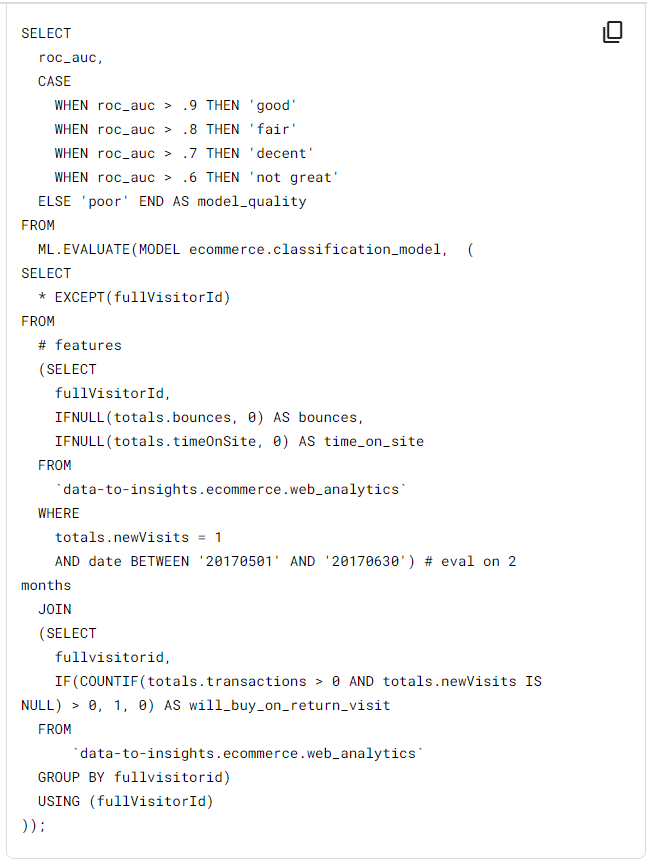 SELECT
  roc_auc,
  CASE
    WHEN roc_auc > .9 THEN 'good'
    WHEN roc_auc > .8 THEN 'fair'
    WHEN roc_auc > .7 THEN 'decent'
    WHEN roc_auc > .6 THEN 'not great'
  ELSE 'poor' END AS model_quality
FROM
  ML.EVALUATE(MODEL ecommerce.classification_model,  (
SELECT
  * EXCEPT(fullVisitorId)
FROM
  # features
  (SELECT
    fullVisitorId,
    IFNULL(totals.bounces, 0) AS bounces,
    IFNULL(totals.timeOnSite, 0) AS time_on_site
  FROM
    `data-to-insights.ecommerce.web_analytics`
  WHERE
    totals.newVisits = 1
    AND date BETWEEN '20170501' AND '20170630') # eval on 2
months
  JOIN
  (SELECT
    fullvisitorid,
    IF(COUNTIF(totals.transactions > 0 AND totals.newVisits IS
NULL) > 0, 1, 0) AS will_buy_on_return_visit
  FROM
      `data-to-insights.ecommerce.web_analytics`
  GROUP BY fullvisitorid)
  USING (fullVisitorId)
));